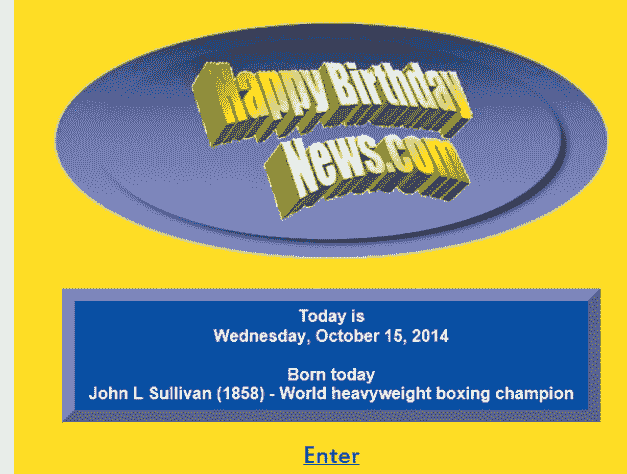 Happy Birthday
News.com
Today is
Wednesday, October 15, 2014
Born today
John L Sullivan (1858) - World heavyweight boxing champion
Enter